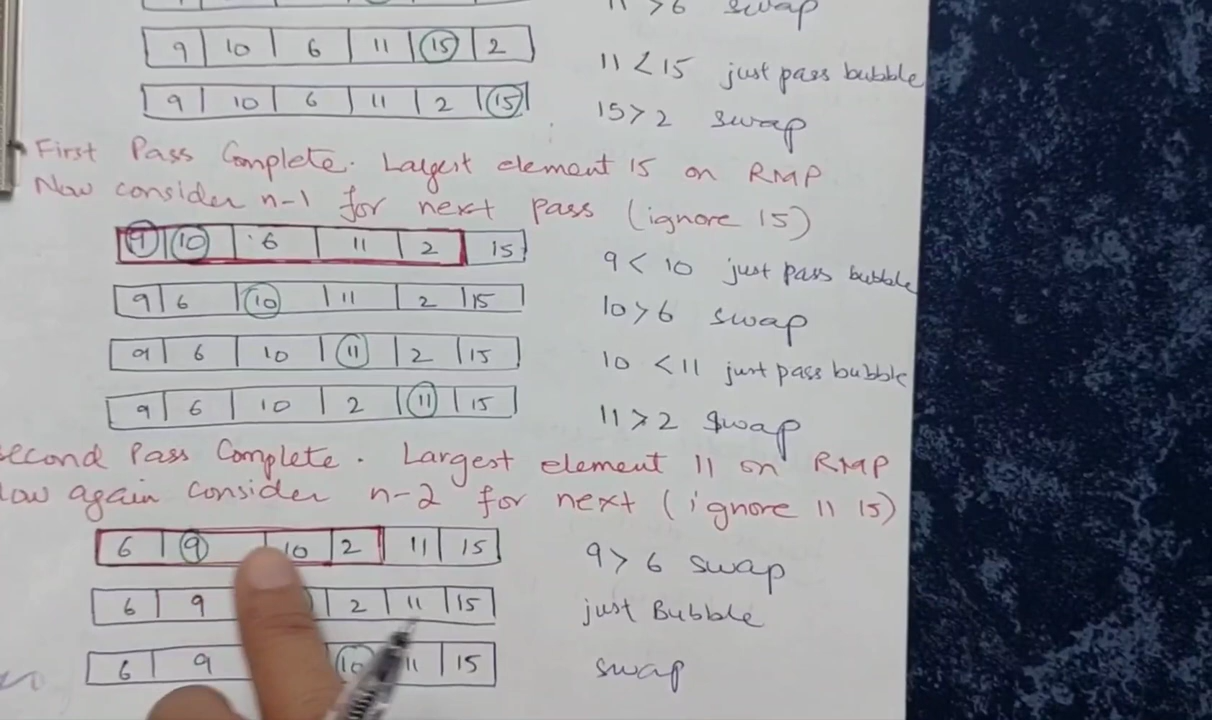 11 > 6 swap
9 10 6 11 15 2
11 < 15 just pass bubble
9 10 6 11 2 15
15 > 2 swap
First Pass Complete. Largest element 15 on RMP
Now consider n-1 for next pass (ignore 15)
9 10 6 11 2 15
9 < 10 just pass bubble
9 6 10 11 2 15
10 > 6 swap
9 6 10 11 2 15
10 < 11 just pass bubble
9 6 10 2 11 15
11 > 2 swap
second Pass Complete. Largest element 11 on RMP
Now again consider n-2 for next (ignore 11 15)
6 9 10 2 11 15
9 > 6 swap
6 9 2 11 15
just Bubble
6 9 10 11 15
swap